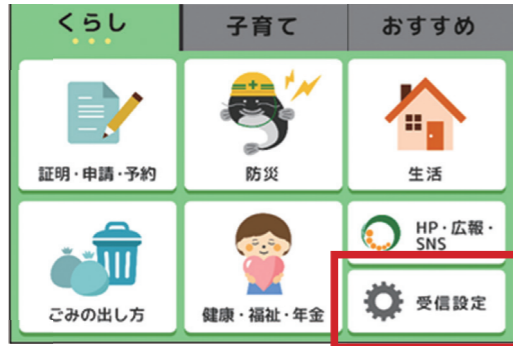 くらし
子育て
おすすめ
証明・申請・予約
防災
生活
ごみの出し方
健康・福祉・年金
HP・広報・
SNS
受信設定